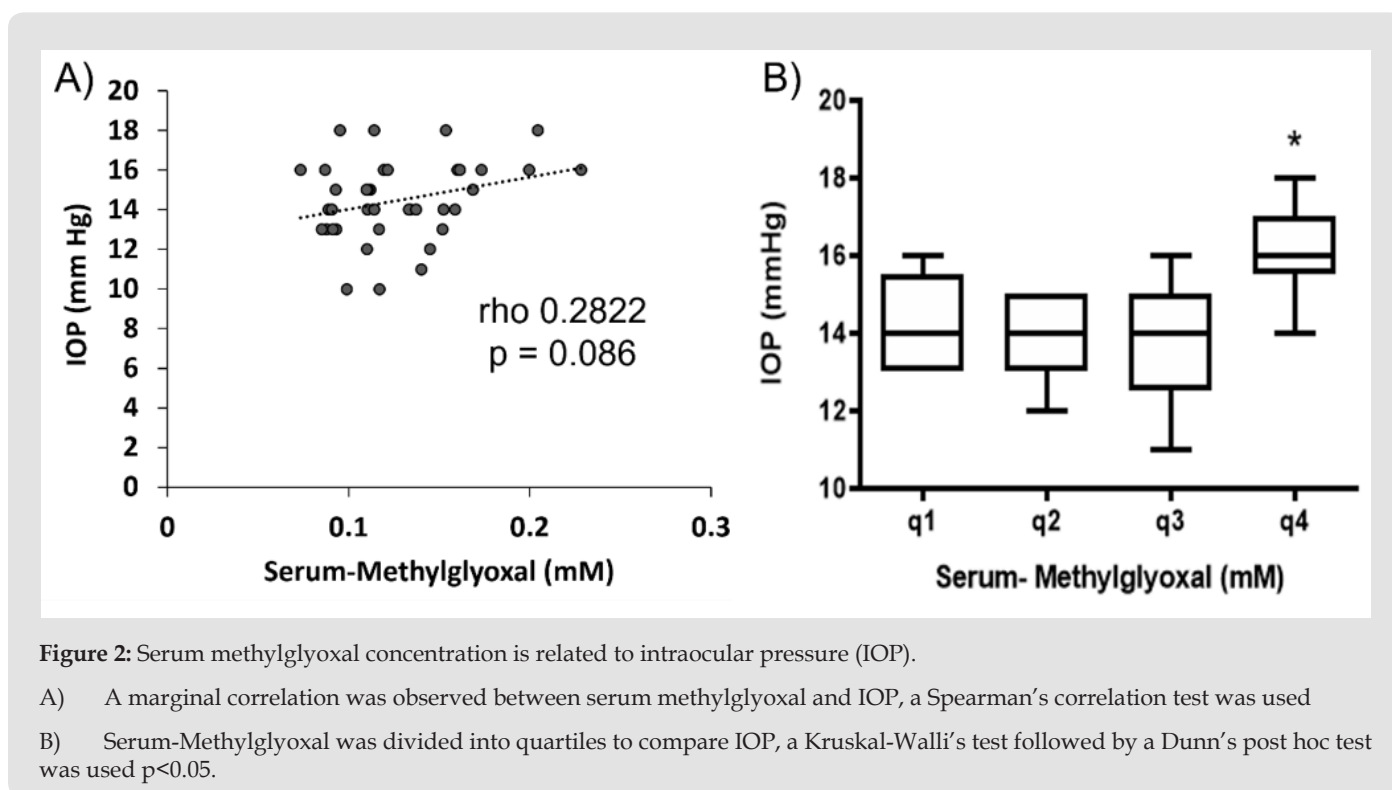 A)
20
18
16
14
12
10
8
6
4
2
0
IOP (mm Hg)
rho 0.2822
p = 0.086
0 0.1 0.2 0.3
Serum-Methylglyoxal (mM)
B)
20
18
16
14
12
10
IOP (mmHg)
*
q1 q2 q3 q4
Serum- Methylglyoxal (mM)
Figure 2: Serum methylglyoxal concentration is related to intraocular pressure (IOP).
A) A marginal correlation was observed between serum methylglyoxal and IOP, a Spearman’s correlation test was used
B) Serum-Methylglyoxal was divided into quartiles to compare IOP, a Kruskal-Walli’s test followed by a Dunn’s post hoc test
was used p<0.05.